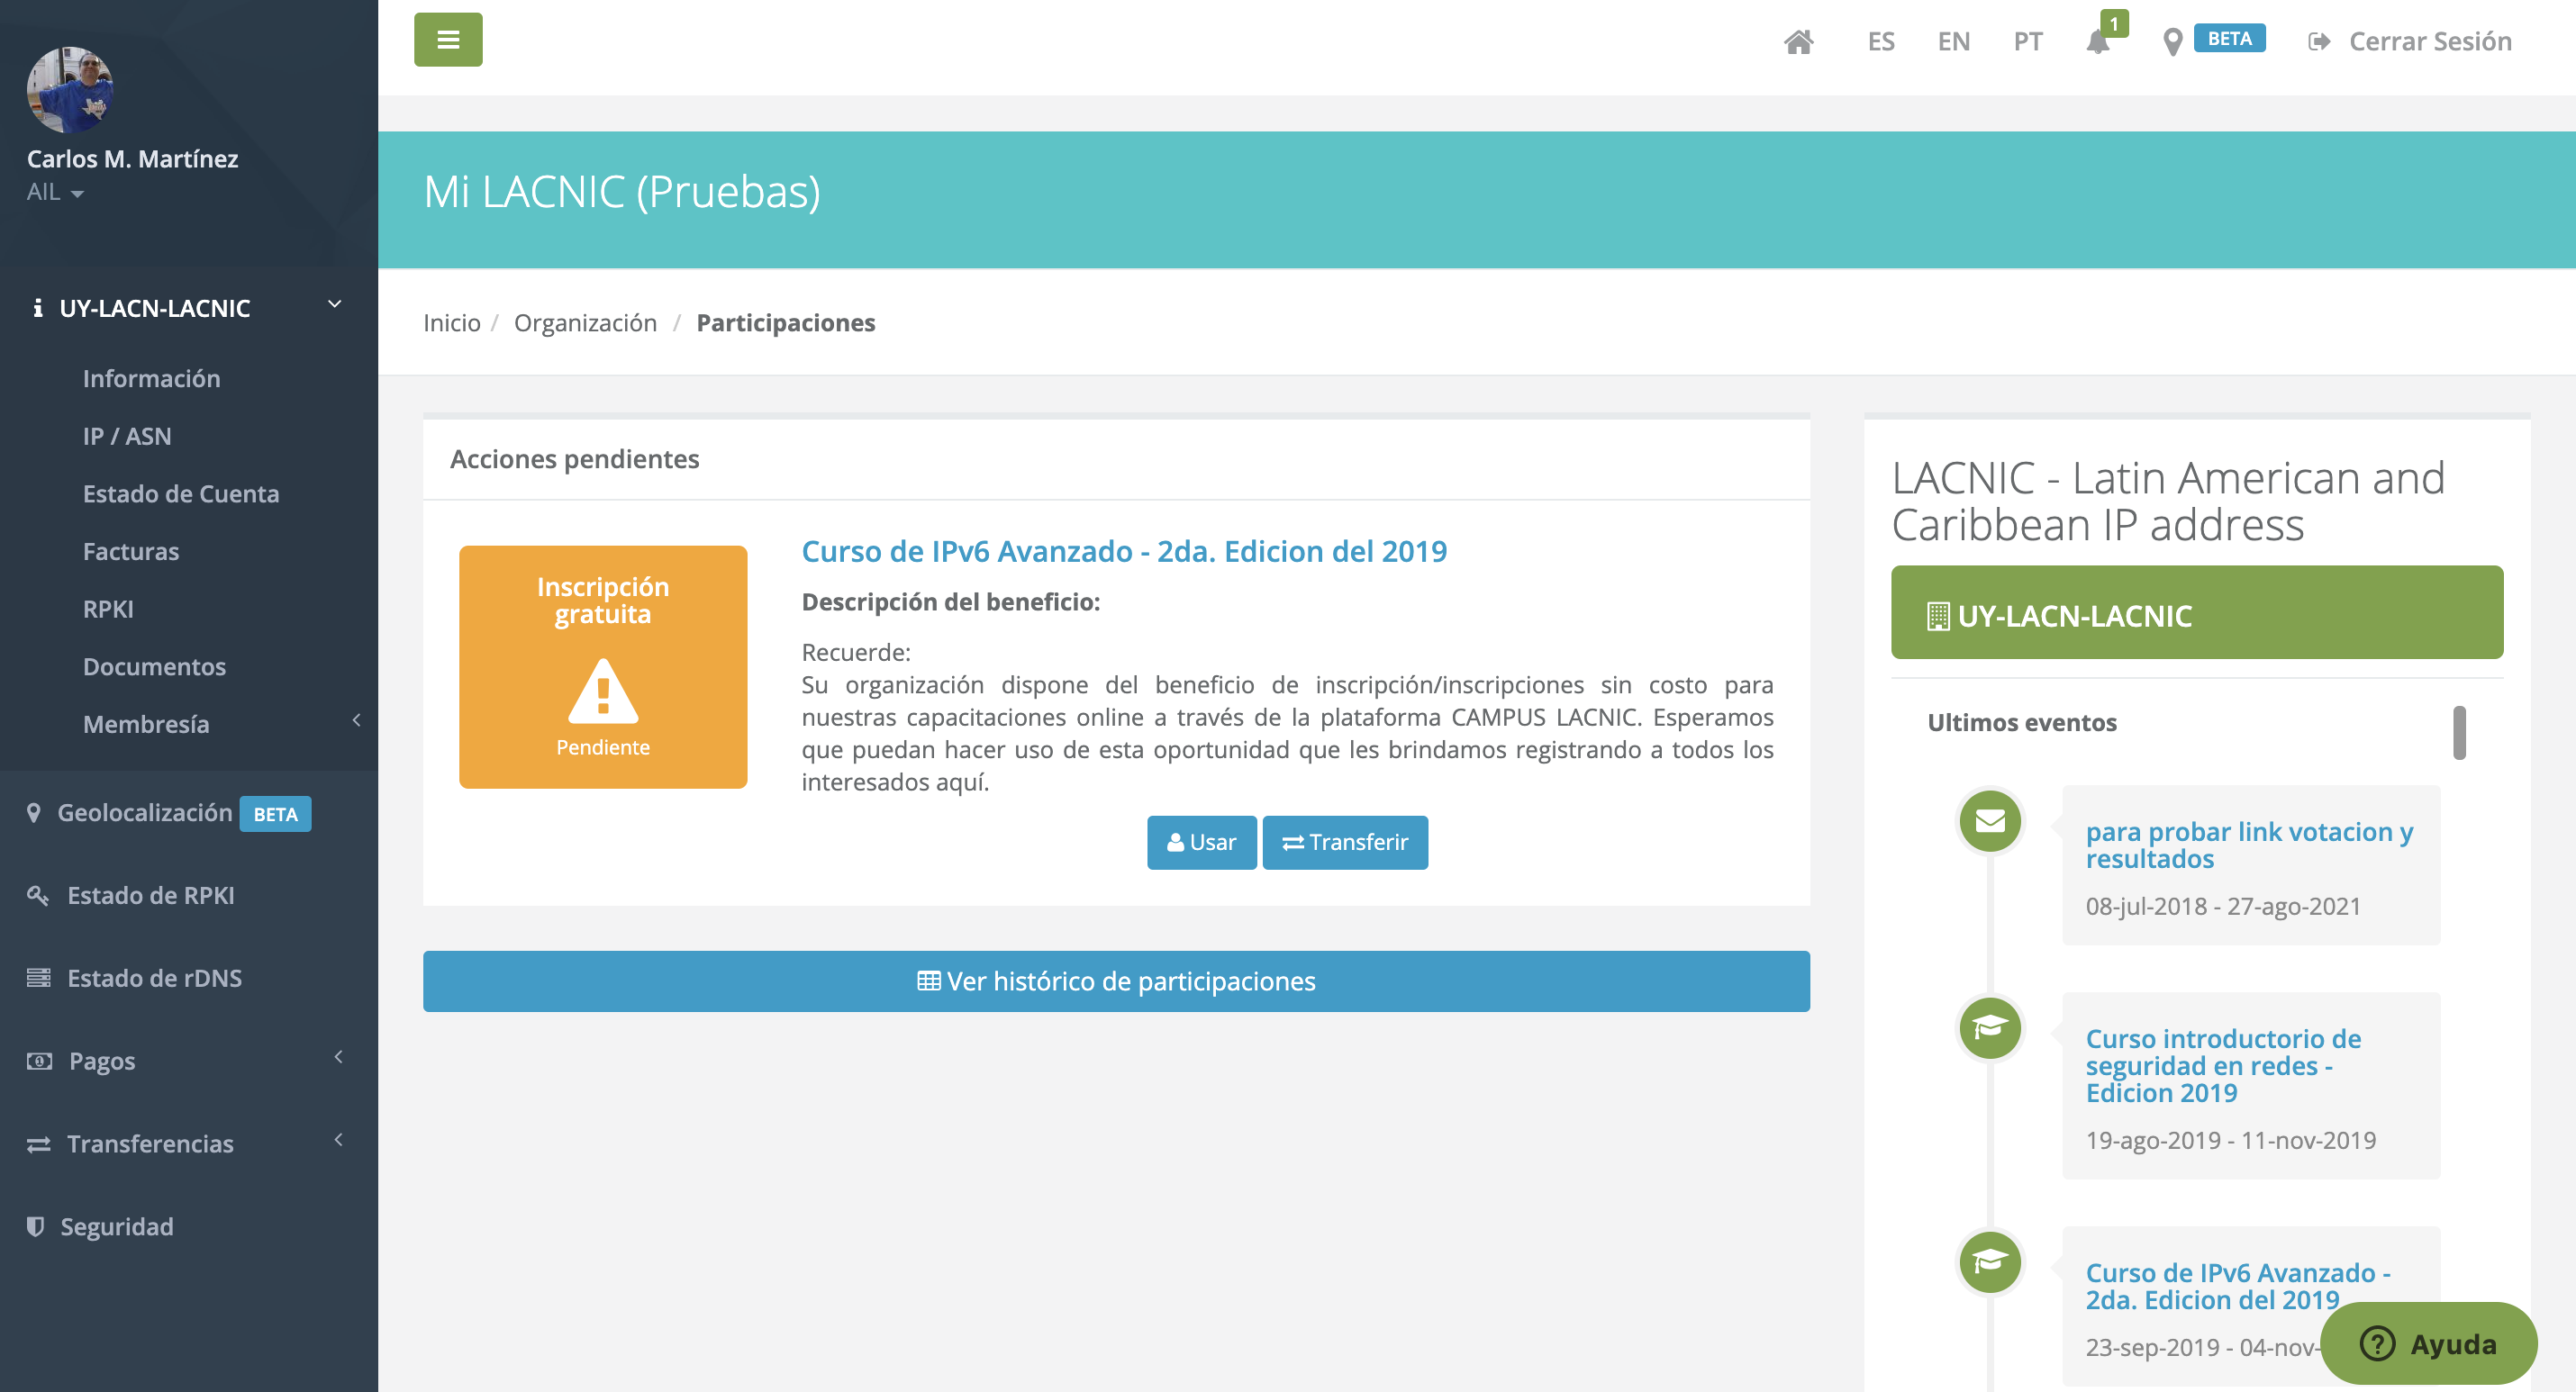 Carlos M. Martínez
AIL
UY-LACN-LACNIC
Información
IP / ASN
Estado de Cuenta
Facturas
RPKI
Documentos
Membresía
Geolocalización BETA
Estado de RPKI
Estado de rDNS
Pagos
Transferencias
Seguridad
ES EN PT 1 BETA Cerrar Sesión
Mi LACNIC (Pruebas)
Inicio / Organización / Participaciones
Acciones pendientes
Inscripción
gratuita
Pendiente
Curso de IPv6 Avanzado - 2da. Edicion del 2019
Descripción del beneficio:
Recuerde:
Su organización dispone del beneficio de inscripción/inscripciones sin costo para
nuestras capacitaciones online a través de la plataforma CAMPUS LACNIC. Esperamos
que puedan hacer uso de esta oportunidad que les brindamos registrando a todos los
interesados aquí.
Usar Transferir
Ver histórico de participaciones
LACNIC - Latin American and
Caribbean IP address
UY-LACN-LACNIC
Ultimos eventos
para probar link votacion y
resultados
08-jul-2018 - 27-ago-2021
Curso introductorio de
seguridad en redes -
Edicion 2019
19-ago-2019 - 11-nov-2019
Curso de IPv6 Avanzado -
2da. Edicion del 2019
23-sep-2019 - 04-nov-
Ayuda